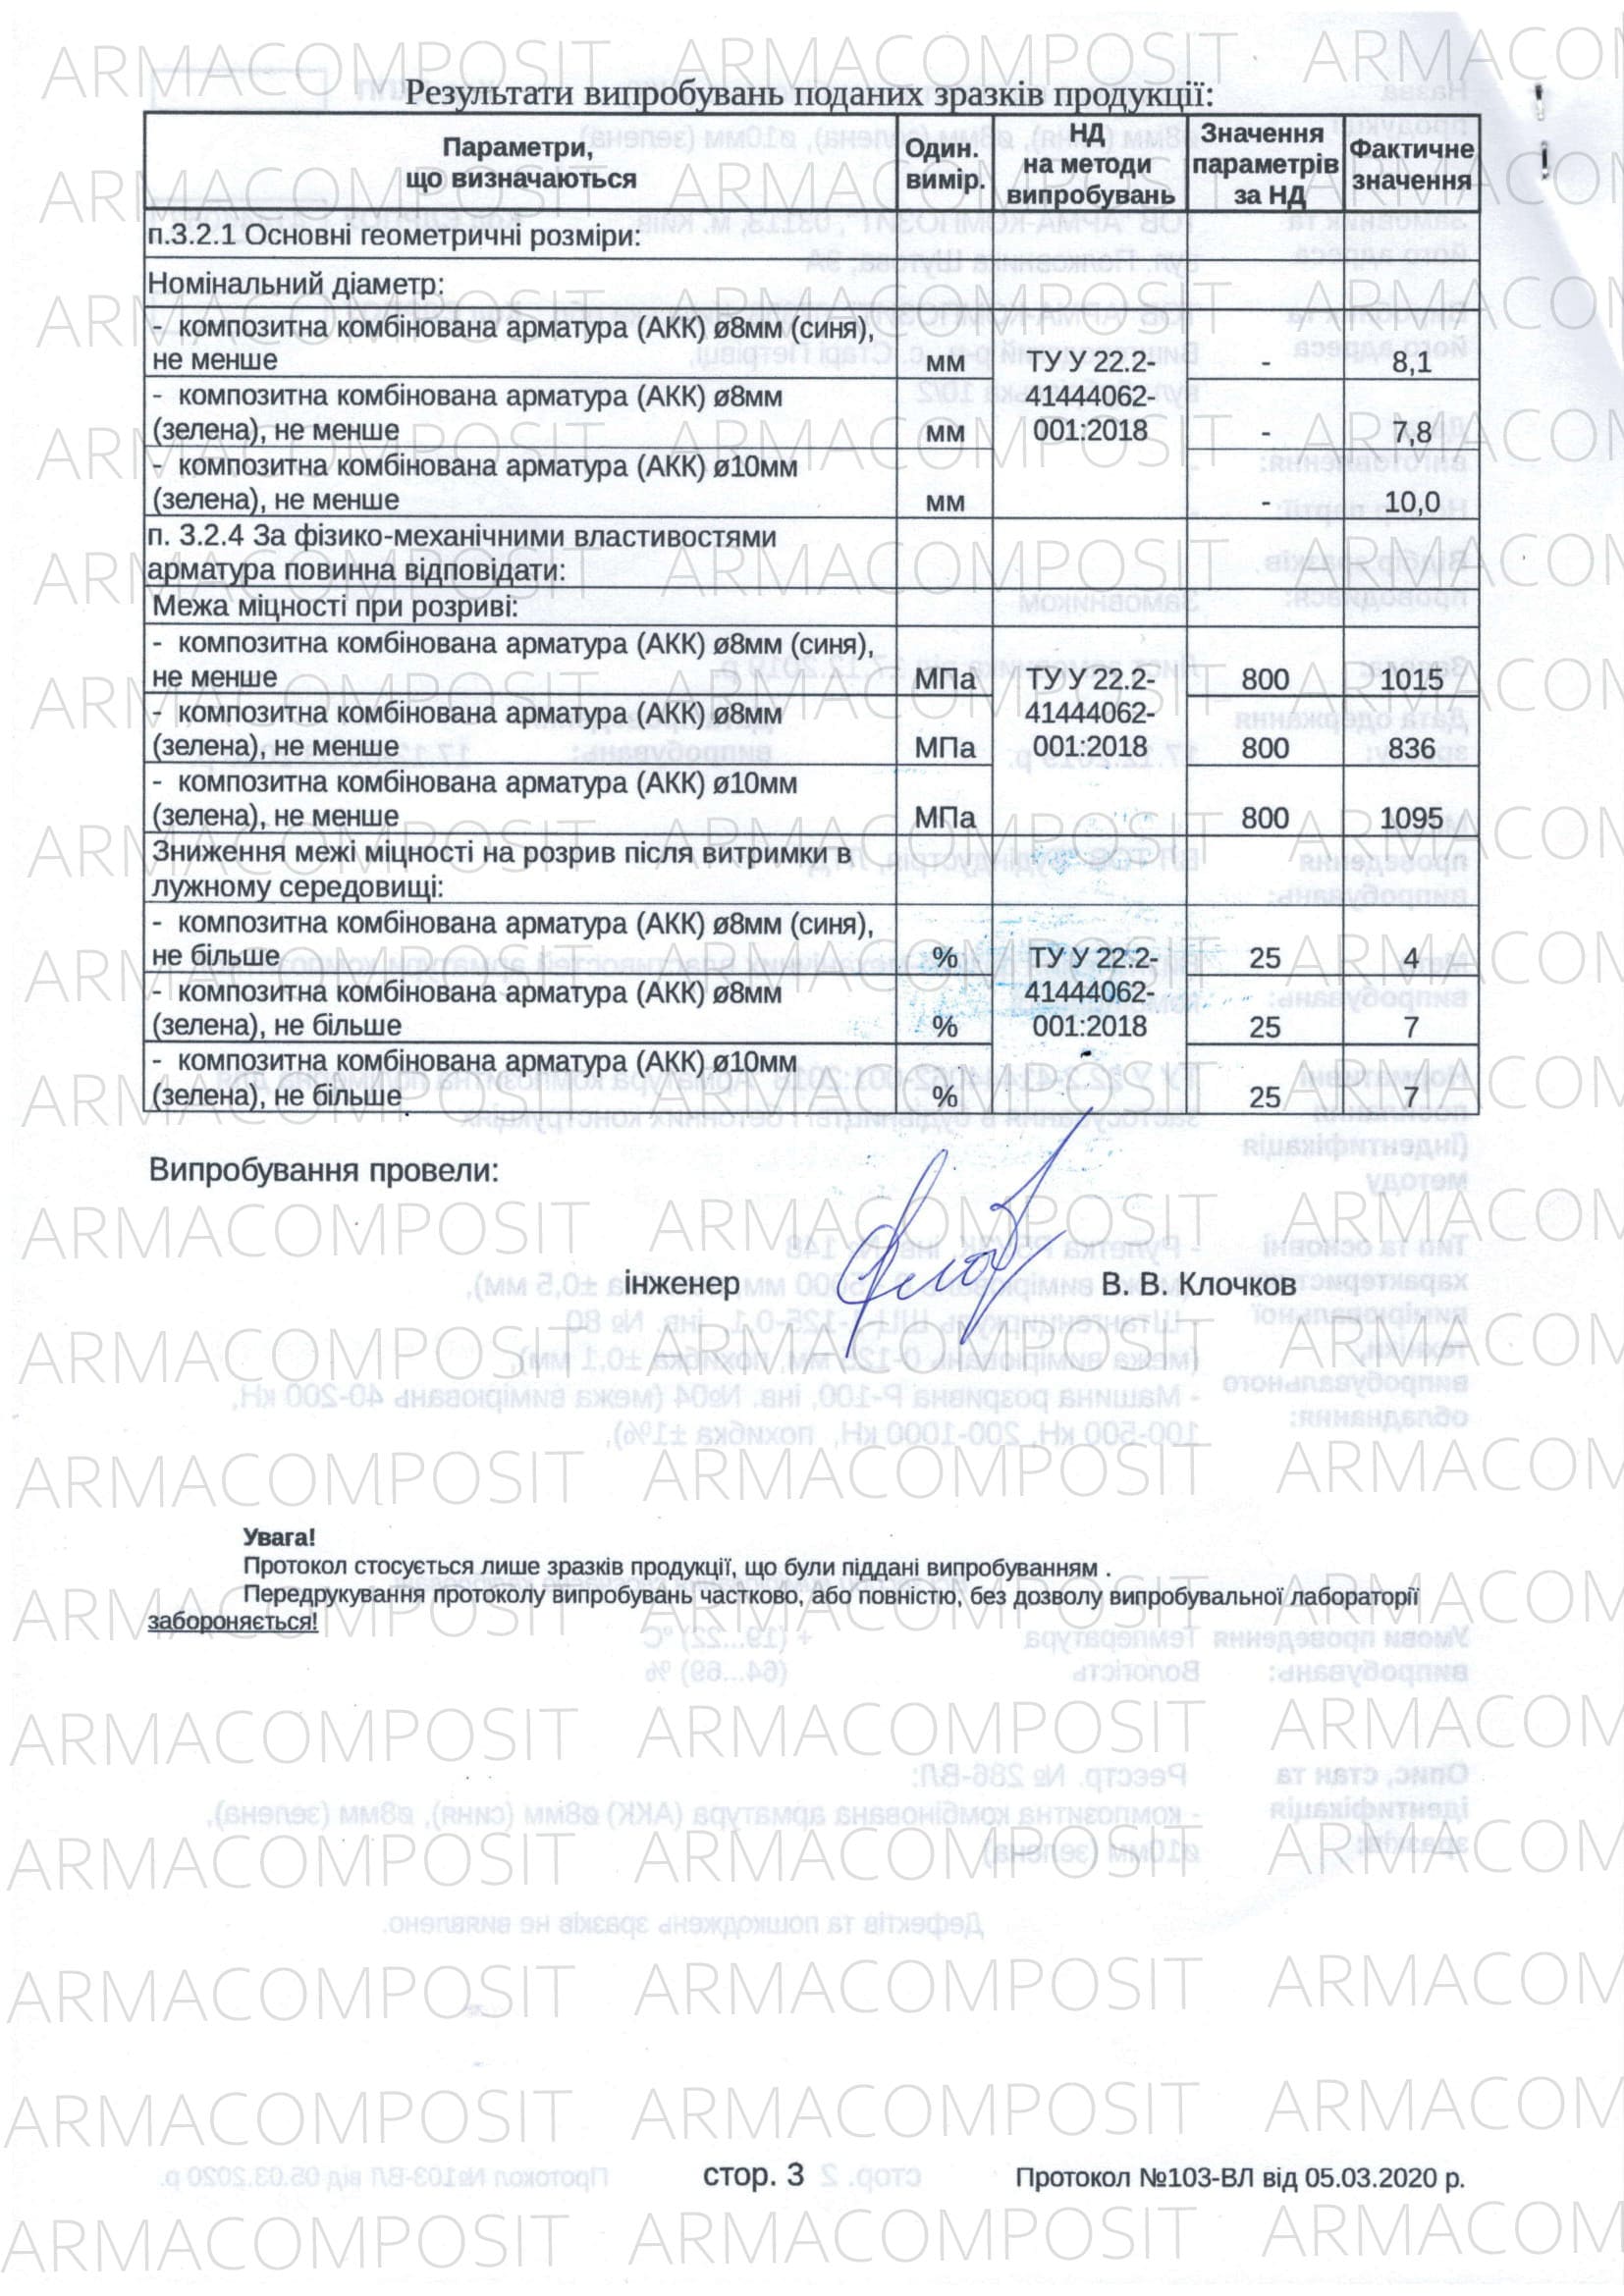 Результати випробувань поданих зразків продукції:
Параметри,
що визначаються
Один.
вимір.
НД
на методи
випробувань
Значення
параметрів
за НД
Фактичне
значення
п.3.2.1 Основні геометричні розміри:
Номінальний діаметр:
- композитна комбінована арматура (АКК) ø8мм (синя),
не менше мм ТУ У 22.2- - 8,1
- композитна комбінована арматура (АКК) ø8мм 41444062-
(зелена), не менше мм 001:2018 - 7,8
- композитна комбінована арматура (АКК) ø10мм
(зелена), не менше мм - 10,0
п. 3.2.4 За фізико-механічними властивостями
арматура повинна відповідати:
Межа міцності при розриві:
- композитна комбінована арматура (АКК) ø8мм (синя),
не менше МПа ТУ У 22.2- 800 1015
- композитна комбінована арматура (АКК) ø8мм 41444062-
(зелена), не менше МПа 001:2018 800 836
- композитна комбінована арматура (АКК) ø10мм
(зелена), не менше МПа 800 1095
Зниження межі міцності на розрив після витримки в
лужному середовищі:
- композитна комбінована арматура (АКК) ø8мм (синя),
не більше % ТУ У 22.2- 25 4
- композитна комбінована арматура (АКК) ø8мм 41444062-
(зелена), не більше % 001:2018 25 7
- композитна комбінована арматура (АКК) ø10мм
(зелена), не більше % 25 7
Випробування провели:
інженер В. В. Клочков
Увага!
Протокол стосується лише зразків продукції, що були піддані випробуванням .
Передрукування протоколу випробувань частково, або повністю, без дозволу випробувальної лабораторії
забороняється!
стор. 3 Протокол №103-ВЛ від 05.03.2020 р.
ARMACOMPOSIT